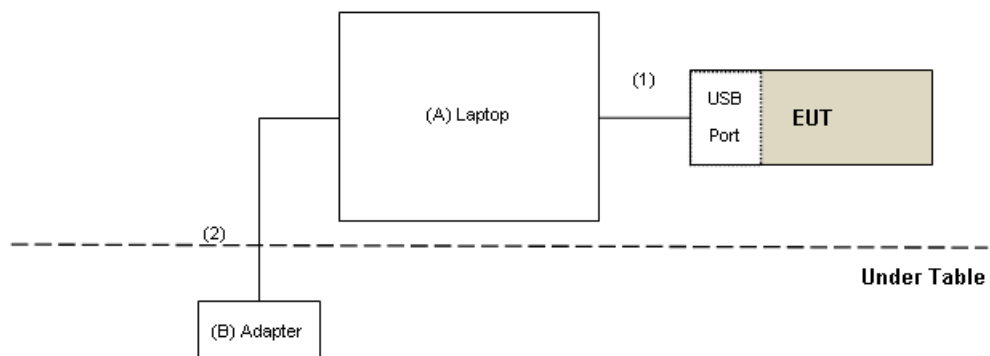 (1)
USB
Port
EUT
(A) Laptop
(2)
Under Table
(B) Adapter